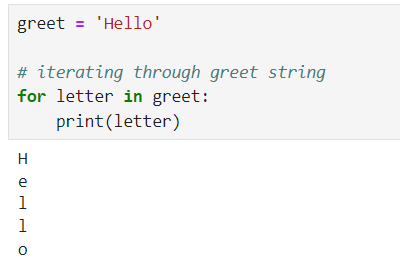 greet = 'Hello'
# iterating through greet string
for letter in greet:
    print(letter)
H
e
l
l
o